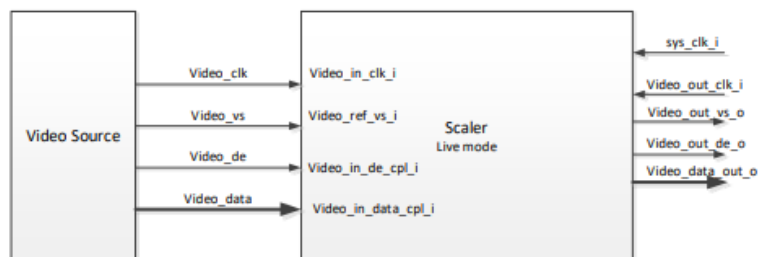 Video Source
Video_clk
Video_vs
Video_de
Video_data
Video_in_clk_i
Video_ref_vs_i
Video_in_de_cpl_i
Video_in_data_cpl_i
Scaler
Live mode
sys_clk_i
Video_out_clk_i
Video_out_vs_o
Video_out_de_o
Video_data_out_o